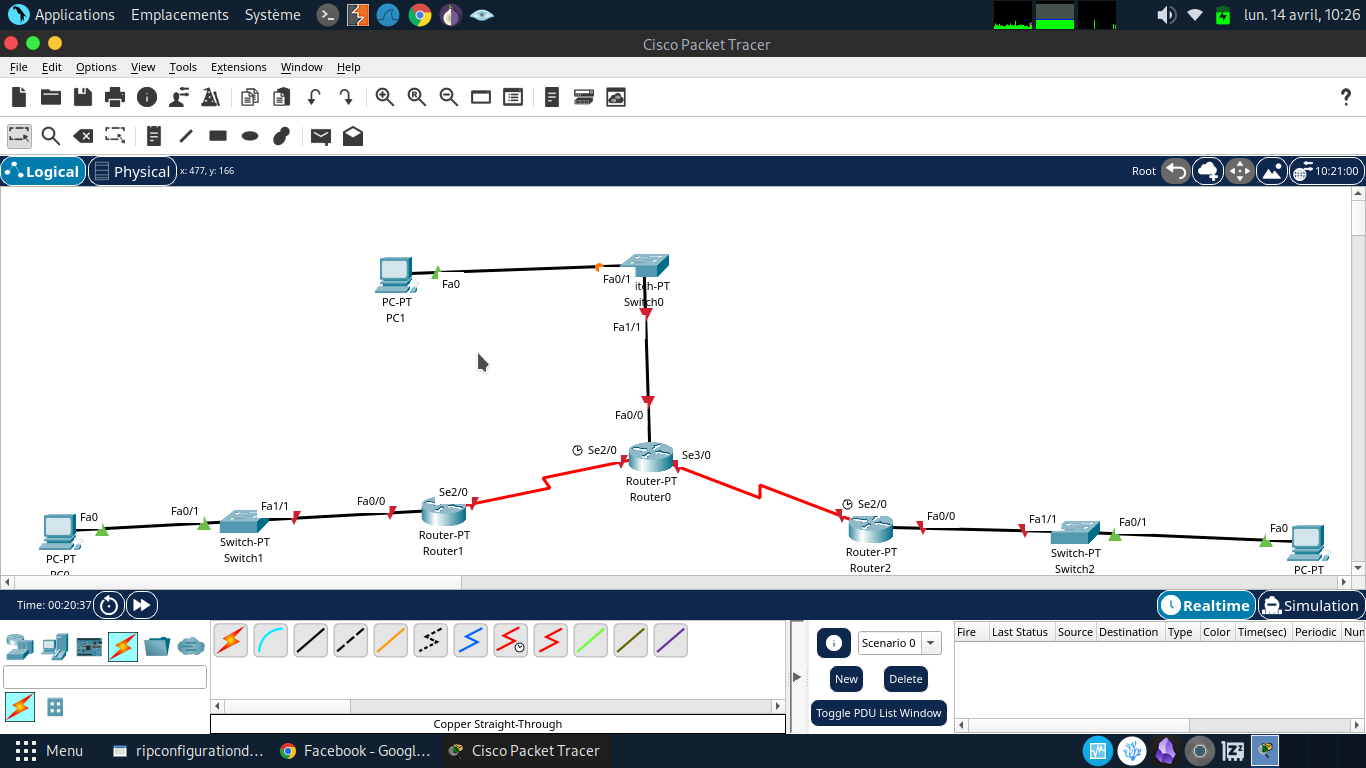 Applications Emplacements Système lun. 14 avril, 10:26
Cisco Packet Tracer
File Edit Options View Tools Extensions Window Help
Logical Physical x: 477, y: 166 Root 10:21:00
Fa0
Fa0/1
PC-PT
PC1
itch-PT
Switch0
Fa1/1
Fa0/0
Se2/0
Se3/0
Router-PT
Router0
Fa0
Fa0/1
Fa1/1
Fa0/0
Se2/0
PC-PT
PC0
Switch-PT
Switch1
Router-PT
Router1
Se2/0
Fa0/0
Fa1/1
Fa0/1
Fa0
Router-PT
Router2
Switch-PT
Switch2
PC-PT
Time: 00:20:37 Realtime Simulation
Scenario 0
New Delete
Toggle PDU List Window
Fire Last Status Source Destination Type Color Time(sec) Periodic Num
Copper Straight-Through
Menu ripconfigurationd... Facebook - Googl... Cisco Packet Tracer